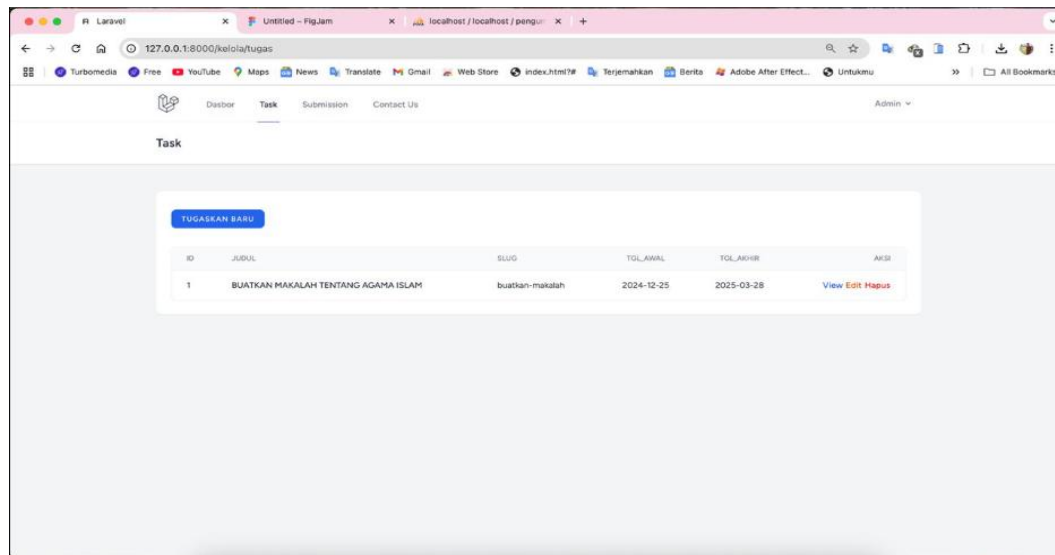 Laravel Untitled – FigJam localhost / localhost / pengum
127.0.0.1:8000/kelola/tugas
Turbomedia Free YouTube Maps News Translate Gmail Web Store index.html?# Terjemahkan Berita Adobe After Effect... Untukmu » All Bookmarks
Dasbor Task Submission Contact Us Admin
Task
TUGASKAN BARU
ID JUDUL SLUG TGL_AWAL TGL_AKHIR AKSI
1 BUATKAN MAKALAH TENTANG AGAMA ISLAM buatkan-makalah 2024-12-25 2025-03-28 View Edit Hapus